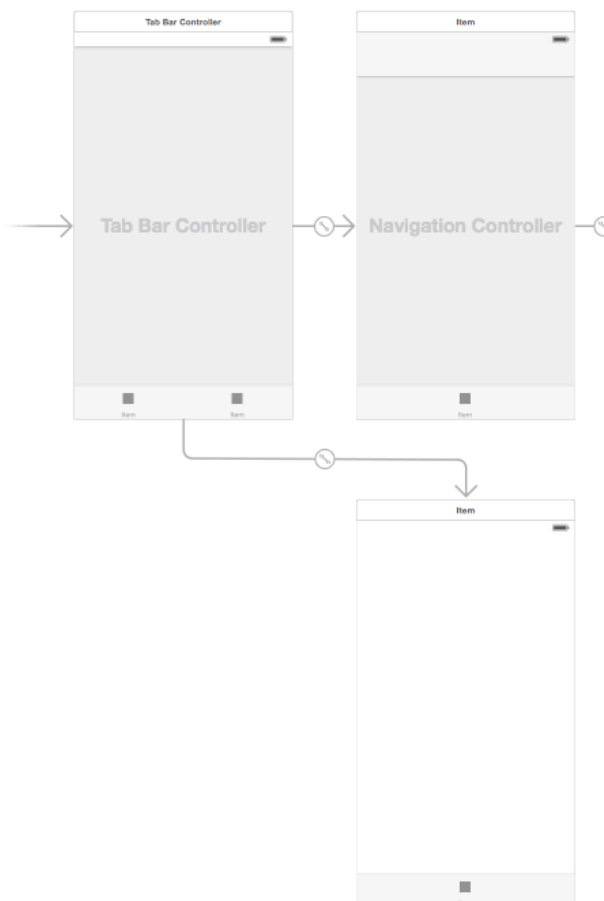 Tab Bar Controller
Item
Tab Bar Controller
Navigation Controller
Item
Item
Item
Item